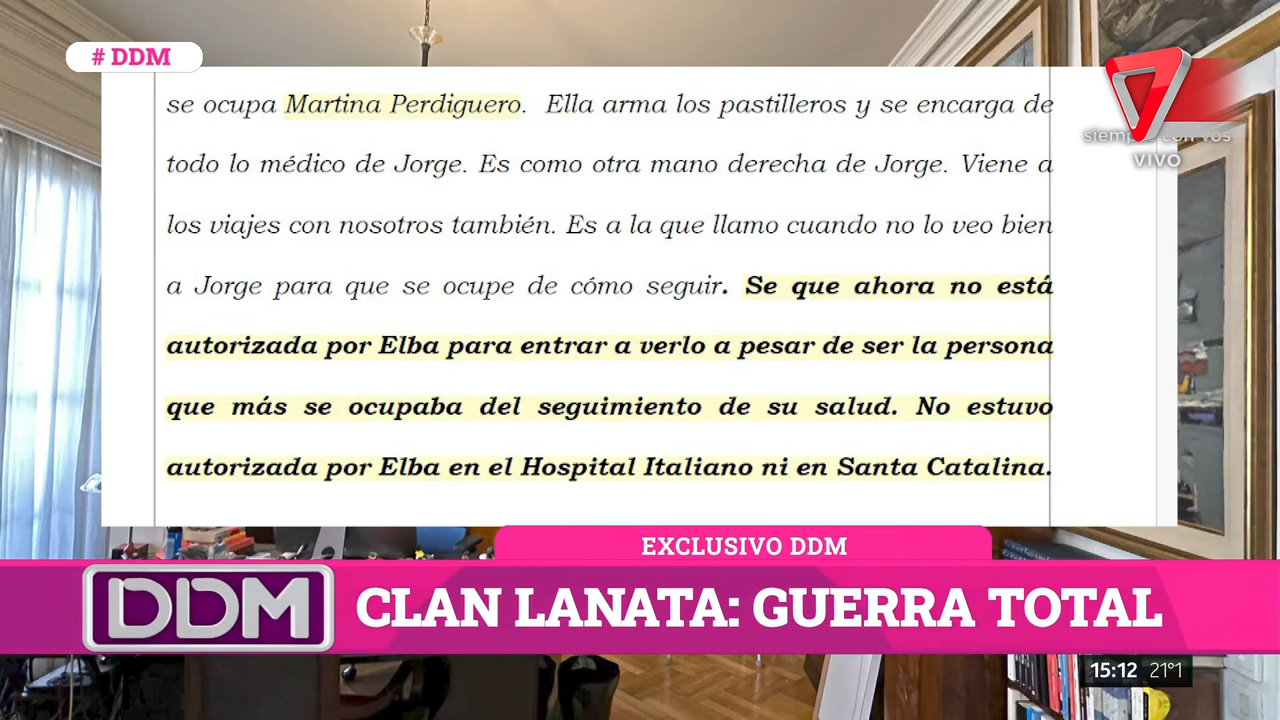 # DDM
se ocupa Martina Perdiguero. Ella arma los pastilleros y se encarga de
todo lo médico de Jorge. Es como otra mano derecha de Jorge. Viene a
los viajes con nosotros también. Es a la que llamo cuando no lo veo bien
a Jorge para que se ocupe de cómo seguir. Se que ahora no está
autorizada por Elba para entrar a verlo a pesar de ser la persona
que más se ocupaba del seguimiento de su salud. No estuvo
autorizada por Elba en el Hospital Italiano ni en Santa Catalina.
siempre con vos
VIVO
EXCLUSIVO DDM
DDM
CLAN LANATA: GUERRA TOTAL
15:12 21°1